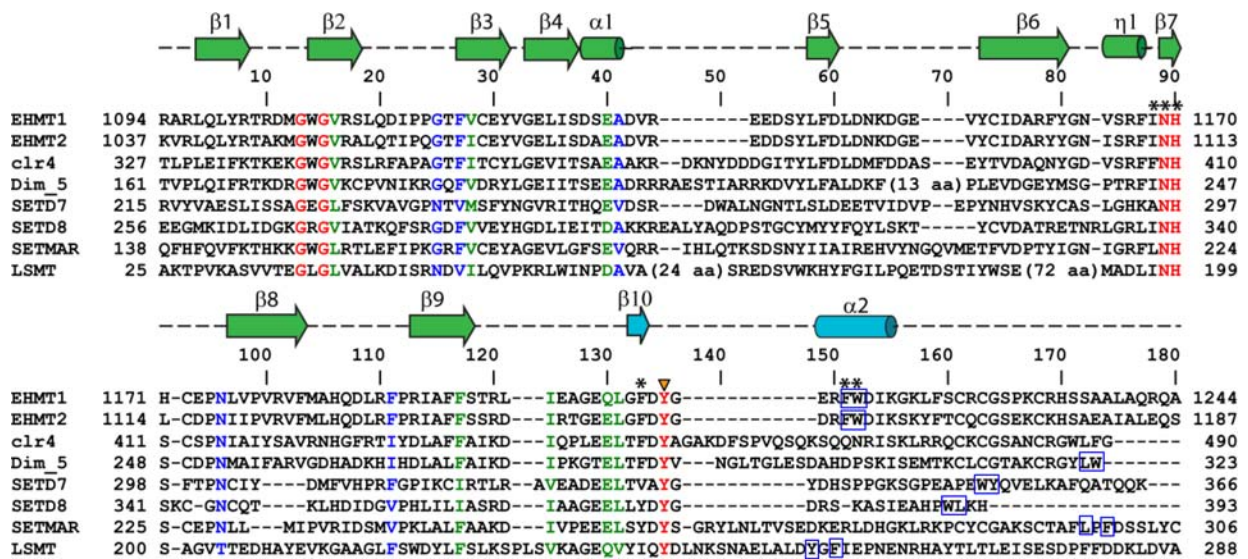 β1 β2 β3 β4 α1 β5 β6 η1 β7
10 20 30 40 50 60 70 80 90
***
EHMT1 1094 RARLQLYRTRDMGWGVRSLQDIPPGTFVCEYVGELISDSEADVR------EEDSYLFDLDNKDGE----VYCIDARFYGN-VSRFINH 1170
EHMT2 1037 KVRLQLYRTAKMGWGVRALQTIPQGTFICEYVGELISDAEADVR------EDDSYLFDLDNKDGE----VYCIDARYYGN-ISRFINH 1113
clr4 327 TLPLEIFKTKEKGWGVRSLRFAPAGTFITCYLGEVITSAEAAKR-DKNYDDDGITYLFDLDMFDDAS----EYTVDAQNYGD-VSRFFNH 410
Dim_5 161 TVPLQIFRTKDRGWGVKCPVNIKRGQFVDRYLGEIITSEEADRRRAESTIARRKDVYLFALDKF(13 aa)PLEVDGEYMSG-PTRFINH 247
SETD7 215 RVYVAESLISSAGEGLFSKVAVGPNTVMSFYNGVRITHQEVDSR----DWALNGNTLSLDEETVIDVP---EPYNHVSKYCAS-LGHKANH 297
SETD8 239 EEGMKIDLIDGKGRGVIATKQFSRGDFVVEYHGDLIEITDAKKREALYAQDPSTGCYMYYFQYLSKT-----YCVDATRETNRLGRLINH 340
SETMAR 138 QFHFQVFKTHKKGWGLRTLEFIPKGRFVCEYAGEVLGFSEVQRR--IHLQTKSDSNYIIAIREHVYNGQVMETFVDPTYIGN-IGRFLNH 224
LSMT 25 AKTPVKASVVTEGLGLVALKDISRNDVILQVPKRLWINPDAVA(24 aa)SREDSVWKHYFGILPQETDSTIYWSE(72 aa)MADLINH 199
β8 β9 β10 α2
100 110 120 130 140 150 160 170 180
* **
EHMT1 1171 H-CEPNLVPVRVFMAHQDLRFPRIAFFSTRL---IEAGEQLGFDYG----------ERFWDIKGKLFSCRCGSPKCRHSSAALAQRQA 1244
EHMT2 1114 L-CDPNIIPVRVFMLHQDLRFPRIAFFSSRD---IRTGEELGFDYG----------DRFWDIKSKYFTCQCGSEKCKHSAEAIALEQS 1187
clr4 411 S-CSPNIAIYSAVRNHGFRTIYDLAFFAIKD---IQPLEELTFDYAGAKDFSPVQSQKSQQNRISKLRRQCKCGSANCRGWLFG---- 490
Dim_5 248 S-CDPNMAIFARVGDHADKHIHDLALFAIKD---IPKGTELTFDYV---NGLTGLESDAHDPSKISEMTKCLCGTAKCRGYLW----- 323
SETD7 298 S-FTPNCIY----DMFVHPRFGPIKCIRTLR--AVEADEELTVAYG---------YDHSPPGKSGPEAPEWYQVELKAFQATQQK--- 366
SETD8 341 SKC-GNCQT----KLHDIDGVPHLILIASRD---IAAGEELLYDYG---------DRS-KASIEAHPWLKH---------------- 393
SETMAR 225 S-CEPNLL---MIPVRIDSMVPKLALFAAKD---IVPEEELSYDYS-GRYLNLTVSEDKERLDHGKLRKPCYCGAKSCTAFLPFDSSLYC 306
LSMT 200 S-AGVTTEDHAYEVKGAAGLFSWDYLFSLKSPLSVKAGEQVYIQYDLNKSNAELALDYGFIEPNENRHAYTLTLEISESDPFFDDKLDVA 288